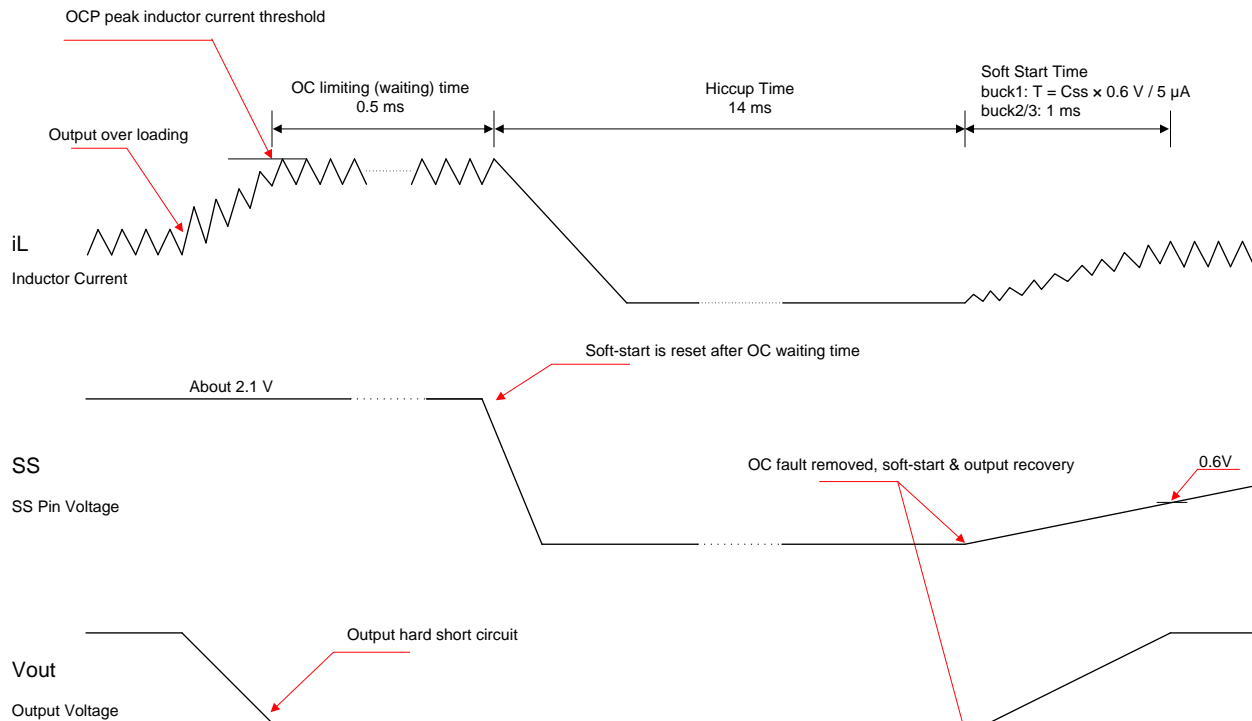 OCP peak inductor current threshold
OC limiting (waiting) time
0.5 ms
Hiccup Time
14 ms
Soft Start Time
buck1: T = Css × 0.6 V / 5 µA
buck2/3: 1 ms
Output over loading
iL
Inductor Current
Soft-start is reset after OC waiting time
About 2.1 V
SS
SS Pin Voltage
OC fault removed, soft-start & output recovery
0.6V
Output hard short circuit
Vout
Output Voltage